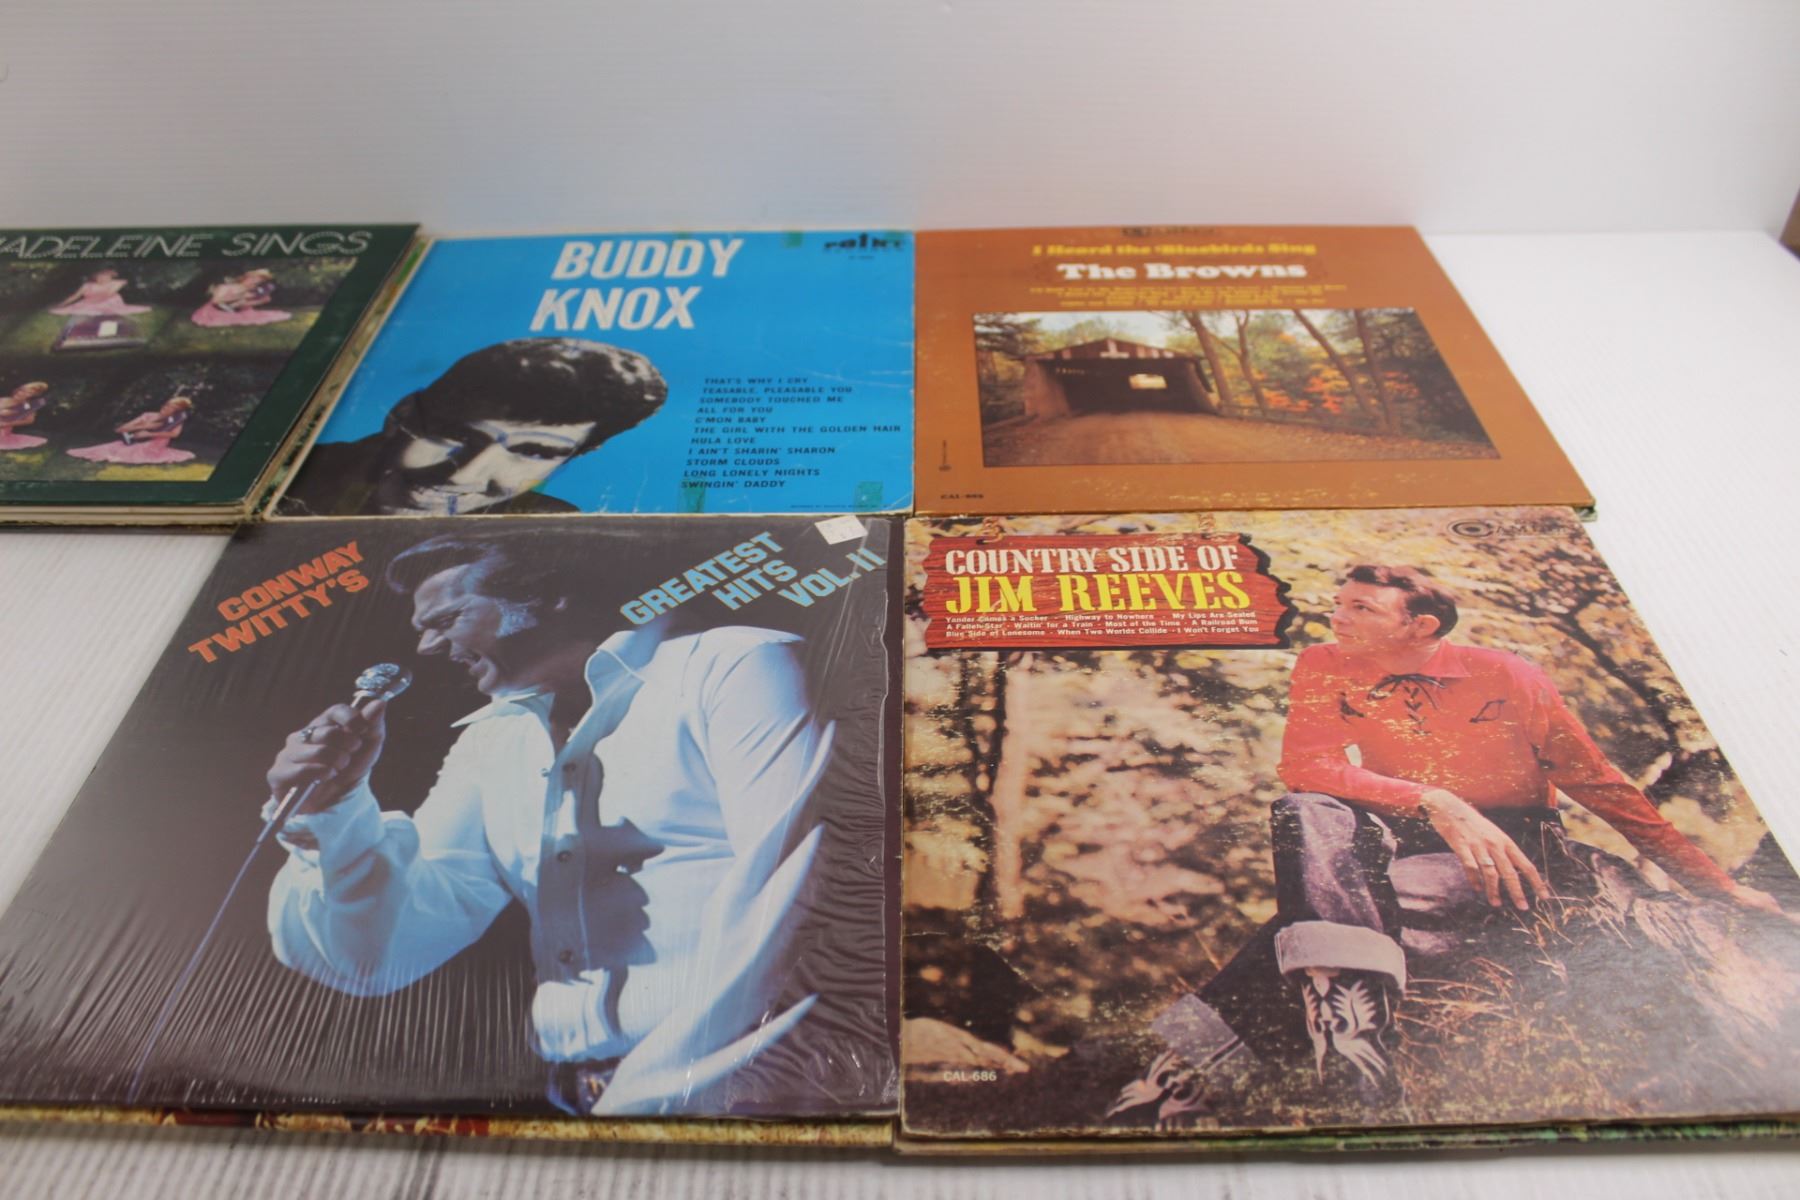 SINGS
BUDDY
KNOX
THAT'S WHY I CRY
TEASABLE, PLEASABLE YOU
SOMEBODY TOUCHED ME
ALL FOR YOU
C'MON BABY
THE GIRL WITH THE GOLDEN HAIR
HULA LOVE
I AIN'T SHARIN' SHARON
STORM CLOUDS
LONG LONELY NIGHTS
SWINGIN' DADDY
I Heard the Bluebirds Sing
The Browns
CONWAY
TWITTY'S
GREATEST
HITS
VOL. II
COUNTRY SIDE OF
JIM REEVES
Yonder Comes a Sucker • Highway to Nowhere • My Lips Are Sealed
A Fallen Star • Waitin' for a Train • Most of the Time • A Railroad Bum
Blue Side of Lonesome • When Two Worlds Collide • I Won't Forget You
CAL-686